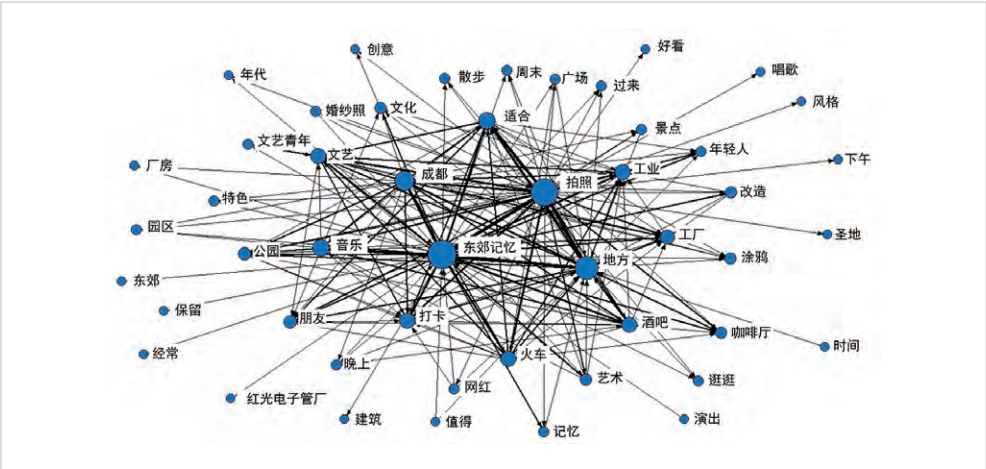 好看
创意
周末
唱歌
年代
散步
广场
过来
风格
婚纱照
文化
适合
景点
文艺青年
文艺
年轻人
下午
厂房
成都
拍照
工业
改造
特色
园区
圣地
工厂
公园
音乐
东郊记忆
地方
涂鸦
东郊
保留
朋友
打卡
酒吧
咖啡厅
时间
经常
火车
晚上
艺术
逛逛
网红
红光电子管厂
建筑
值得
演出
记忆